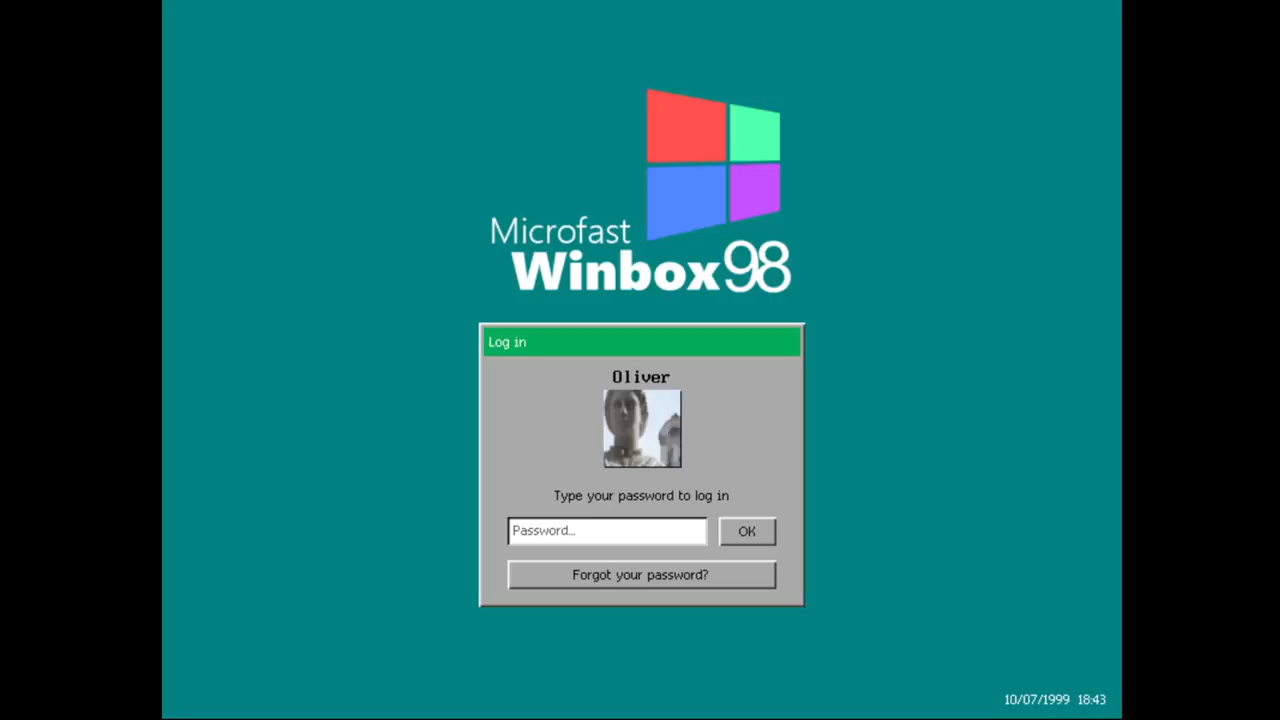 Microfast
Winbox98
Log in
Oliver
Type your password to log in
Password...
OK
Forgot your password?
10/07/1999 18:43